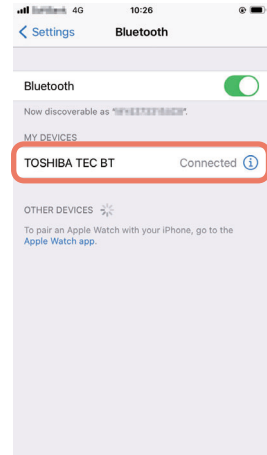 4G 10:26
Settings Bluetooth
Bluetooth
Now discoverable as
MY DEVICES
TOSHIBA TEC BT Connected
OTHER DEVICES
To pair an Apple Watch with your iPhone, go to the
Apple Watch app.